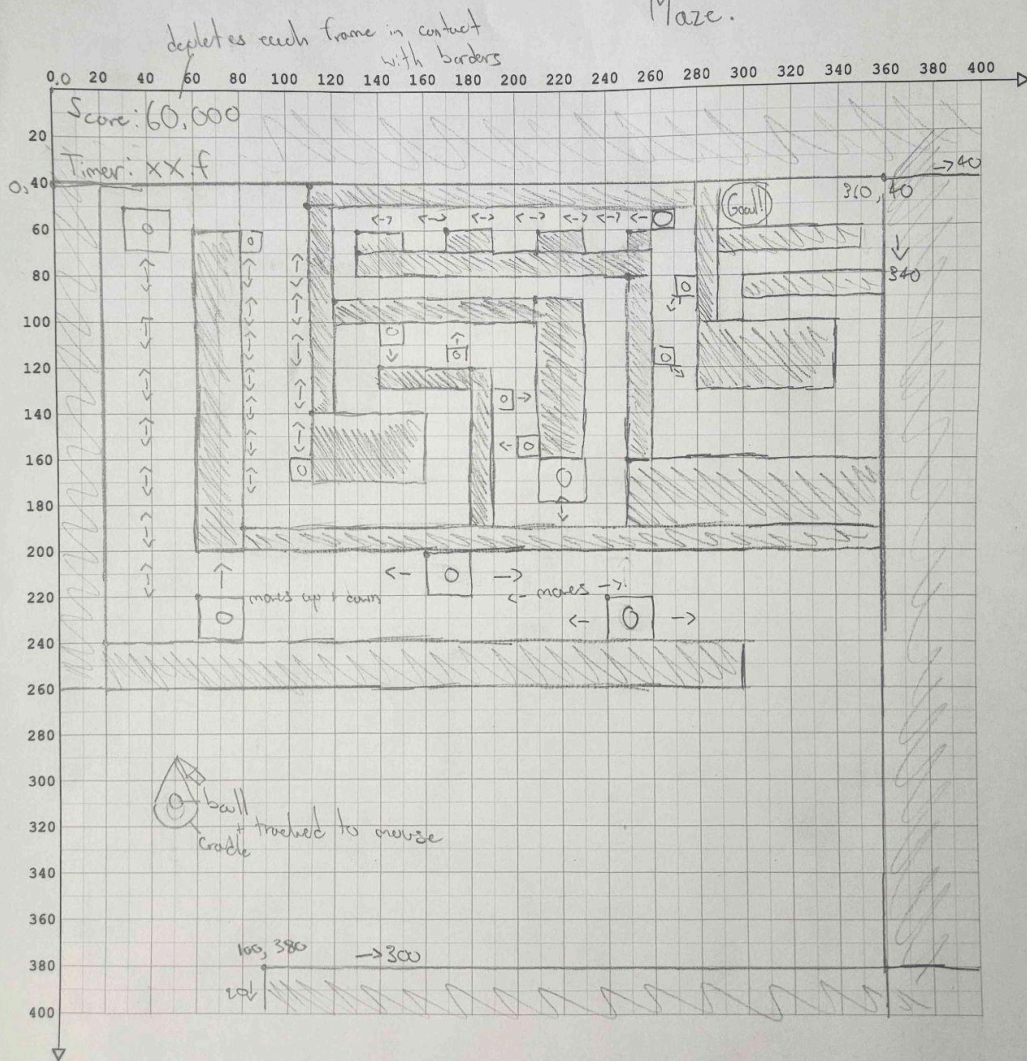 Maze.
depletes each frame in contact
with borders
0,0 20 40 60 80 100 120 140 160 180 200 220 240 260 280 300 320 340 360 380 400
Score: 60,000
20
Timer: xx.f
→40
0, 40
310, 40
Goal!
60
↓
80
340
100
120
140
160
180
200
220
moves up + down
← moves →
240
260
280
300
ball
+ tracked to mouse
320
Cradle
340
360
100, 380
→300
380
20↓
400